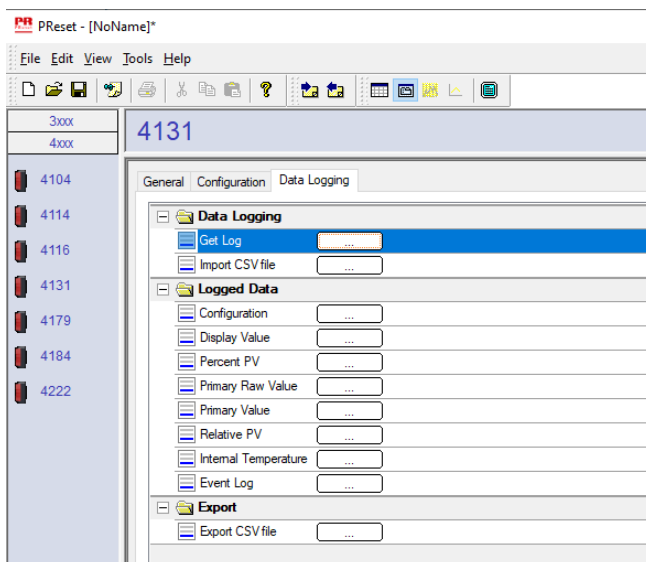 PR PReset - [NoName]*
File Edit View Tools Help
3xxx
4xxx
4131
4104
4114
4116
4131
4179
4184
4222
General Configuration Data Logging
Data Logging
Get Log ...
Import CSV file ...
Logged Data
Configuration ...
Display Value ...
Percent PV ...
Primary Raw Value ...
Primary Value ...
Relative PV ...
Internal Temperature ...
Event Log ...
Export
Export CSV file ...